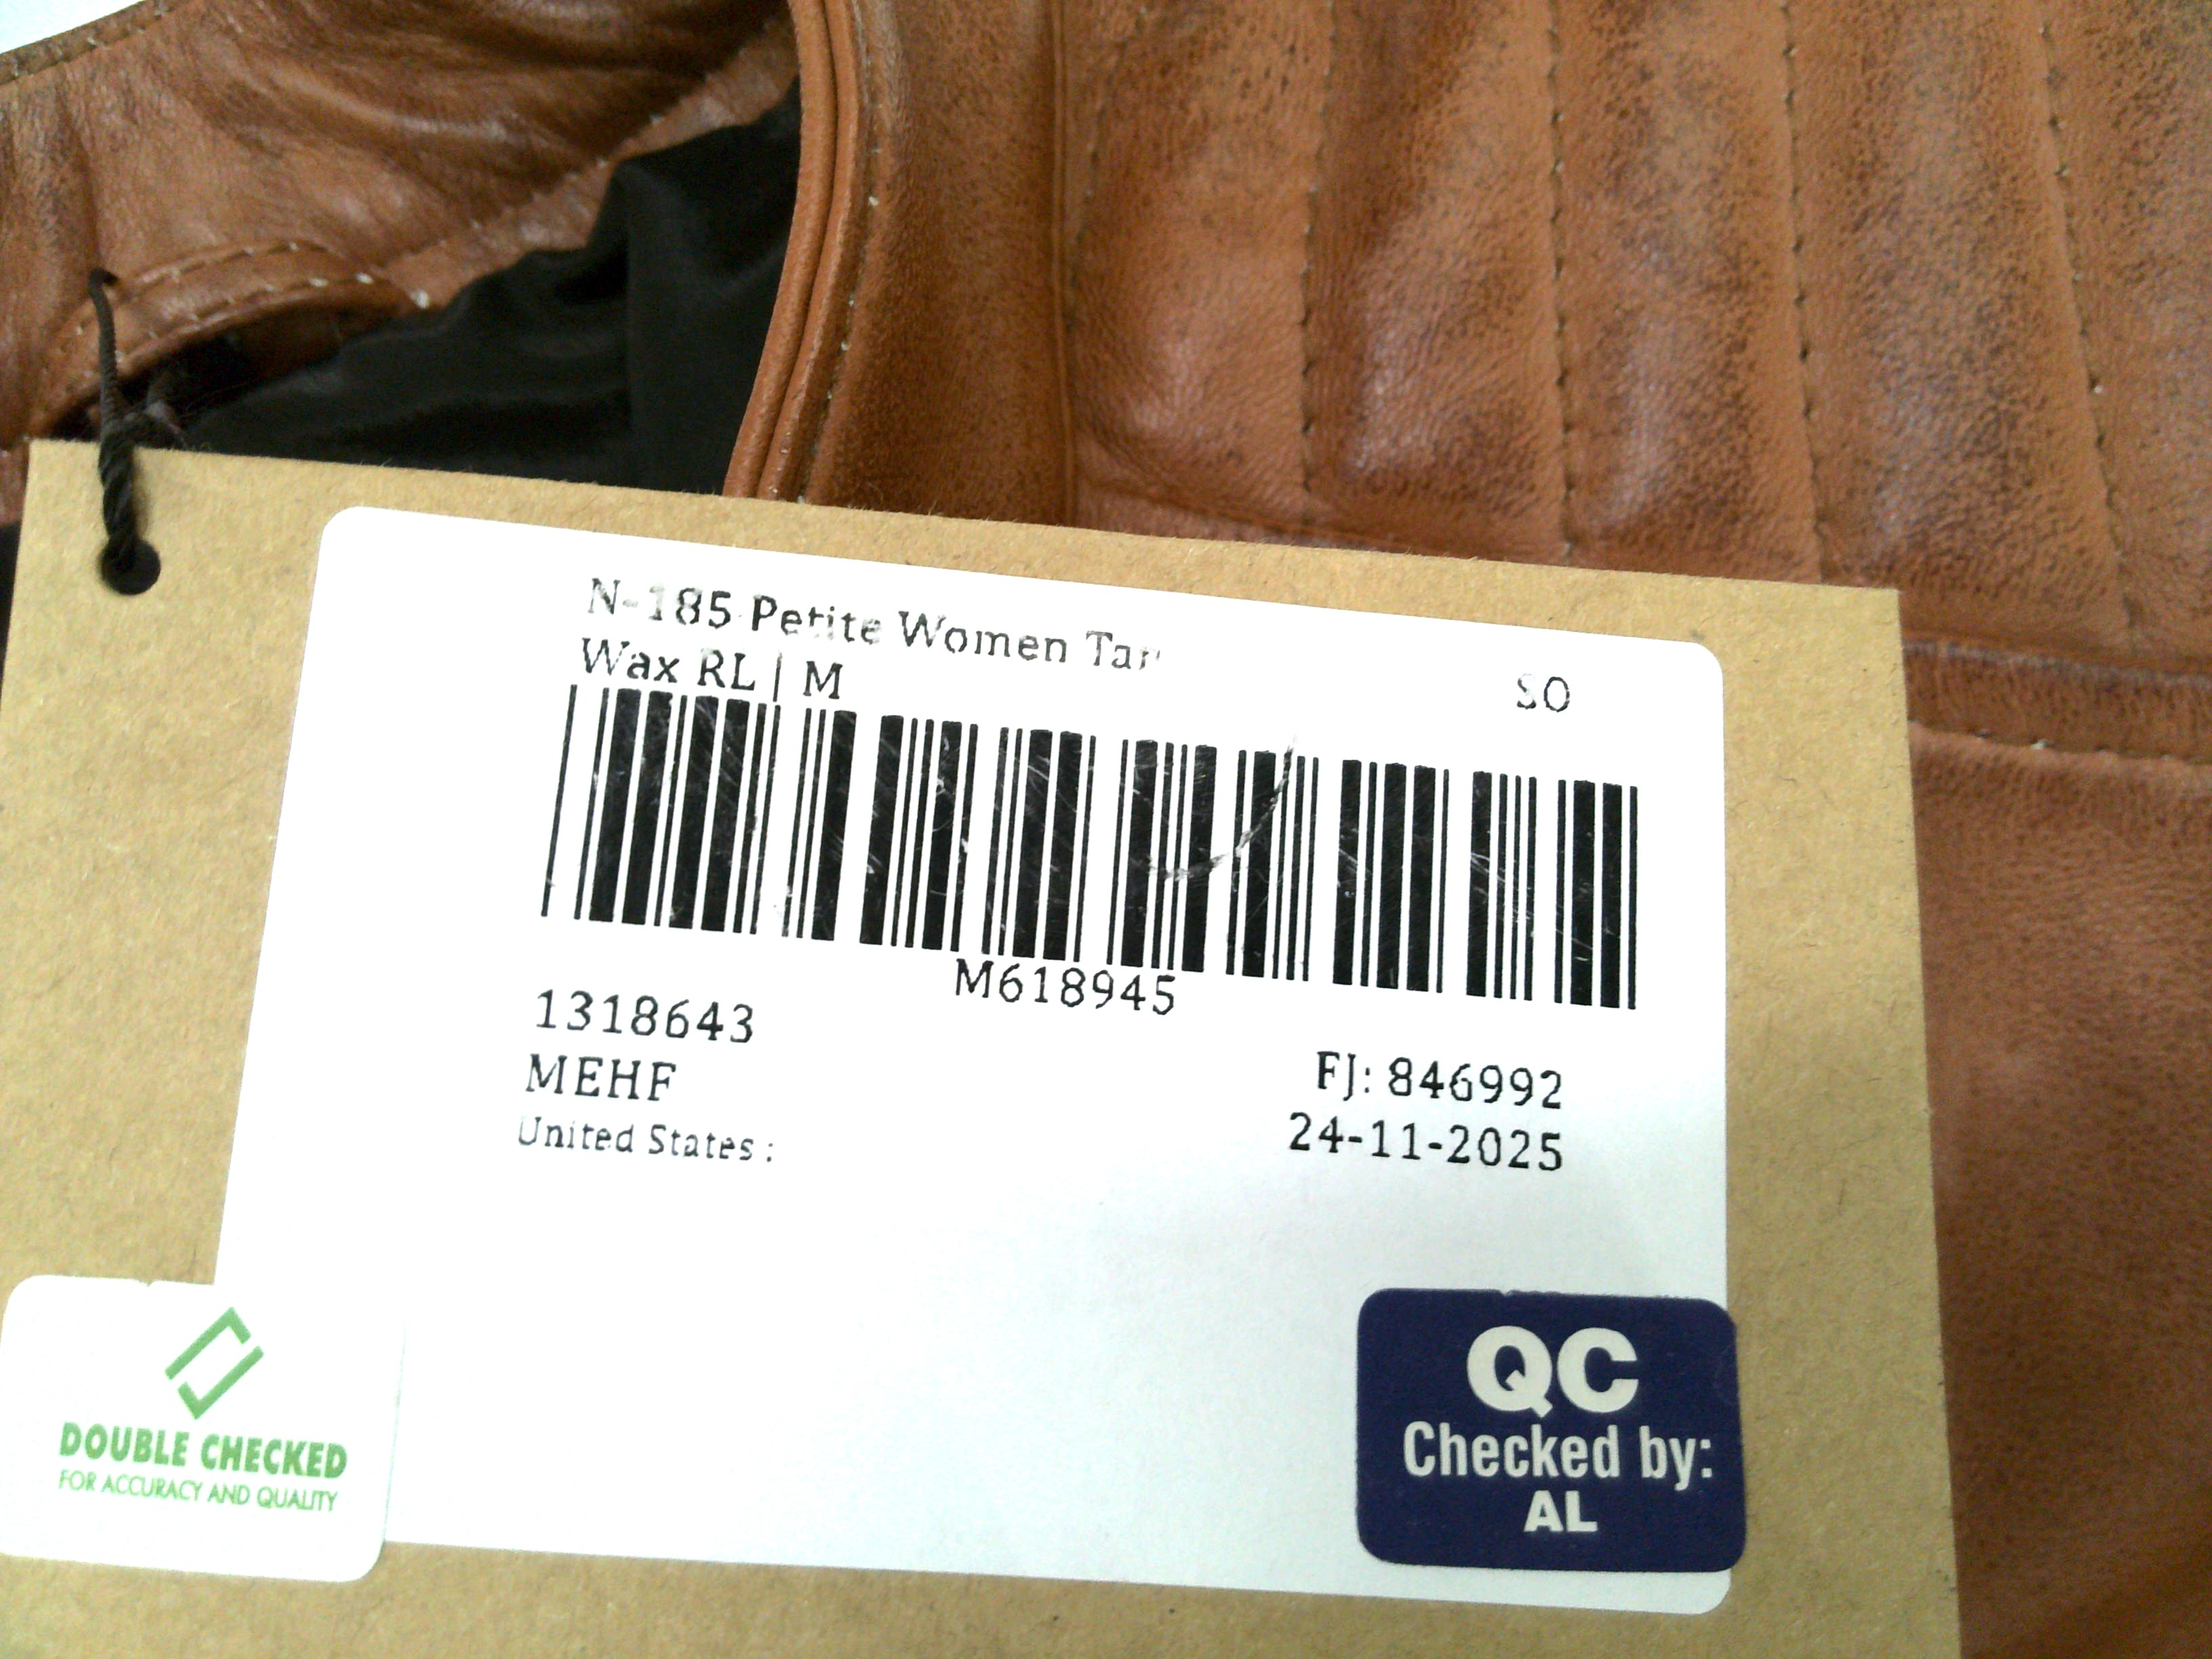 N-185 Petite Women Tan
Wax RL | M
SO
M618945
1318643
MEHF
United States :
FJ: 846992
24-11-2025
DOUBLE CHECKED
FOR ACCURACY AND QUALITY
QC
Checked by:
AL